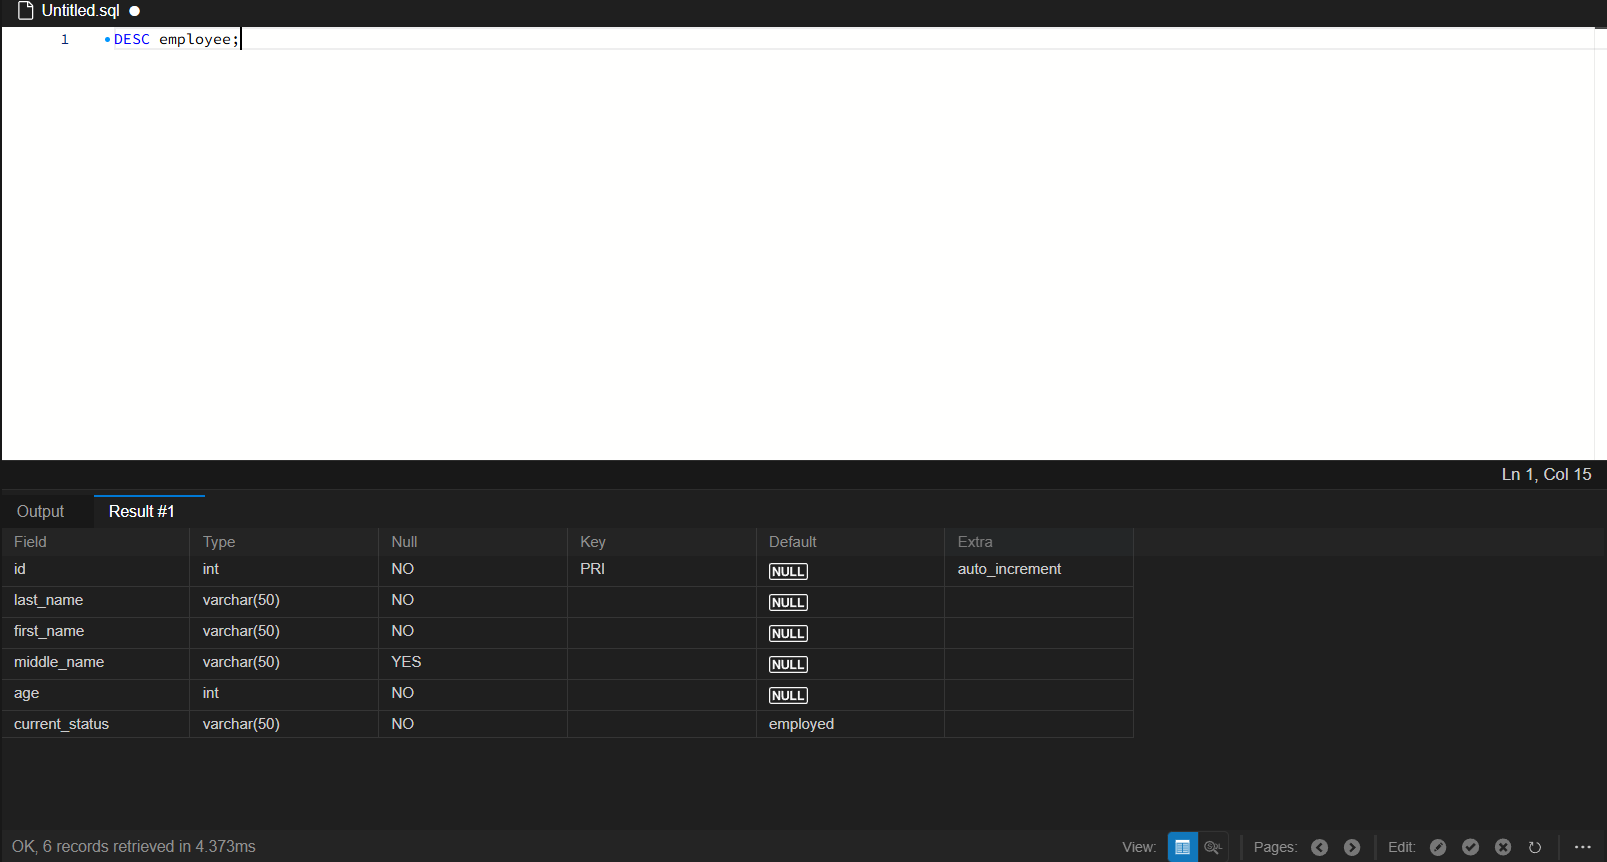 Untitled.sql
1 DESC employee;
Ln 1, Col 15
Output Result #1
Field Type Null Key Default Extra
id int NO PRI NULL auto_increment
last_name varchar(50) NO NULL
first_name varchar(50) NO NULL
middle_name varchar(50) YES NULL
age int NO NULL
current_status varchar(50) NO employed
OK, 6 records retrieved in 4.373ms View: SQL Pages: Edit: